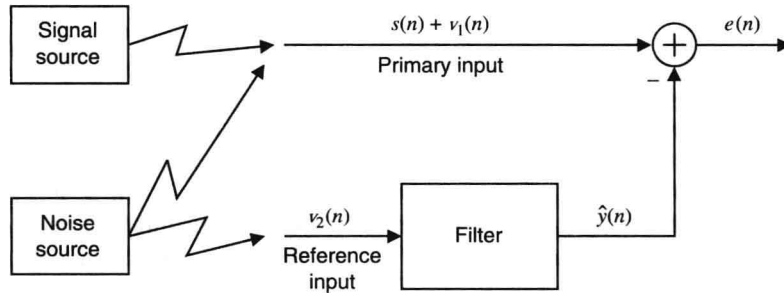 Signal
source
s(n) + v₁(n)
e(n)
Primary input
+
−
Noise
source
v₂(n)
Reference
input
Filter
ŷ(n)